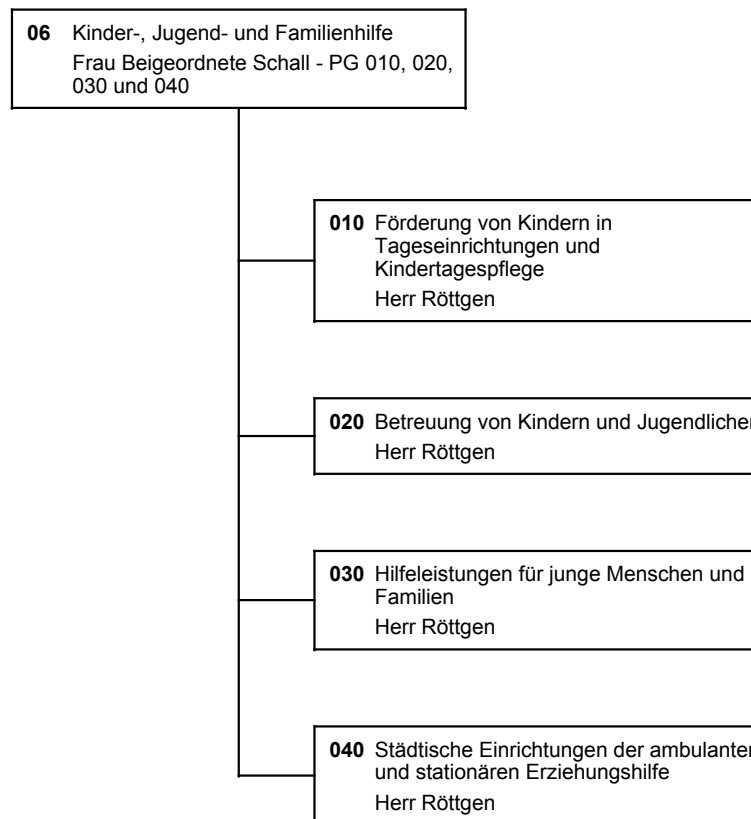 06 Kinder-, Jugend- und Familienhilfe
Frau Beigeordnete Schall - PG 010, 020,
030 und 040
010 Förderung von Kindern in
Tageseinrichtungen und
Kindertagespflege
Herr Röttgen
020 Betreuung von Kindern und Jugendlichen
Herr Röttgen
030 Hilfeleistungen für junge Menschen und
Familien
Herr Röttgen
040 Städtische Einrichtungen der ambulanten
und stationären Erziehungshilfe
Herr Röttgen